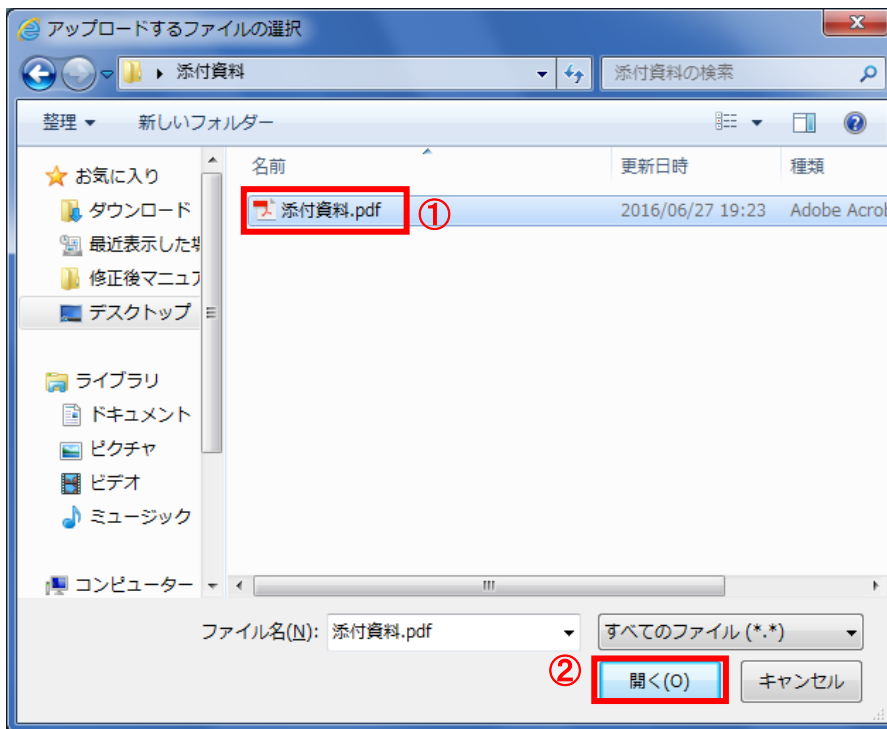 アップロードするファイルの選択
添付資料
添付資料の検索
整理
新しいフォルダー
名前
更新日時
種類
お気に入り
ダウンロード
最近表示した
修正後マニュア
デスクトップ
ライブラリ
ドキュメント
ピクチャ
ビデオ
ミュージック
コンピューター
添付資料.pdf
①
2016/06/27 19:23
Adobe Acro
ファイル名(N):
添付資料.pdf
すべてのファイル (*.*)
②
開く(O)
キャンセル